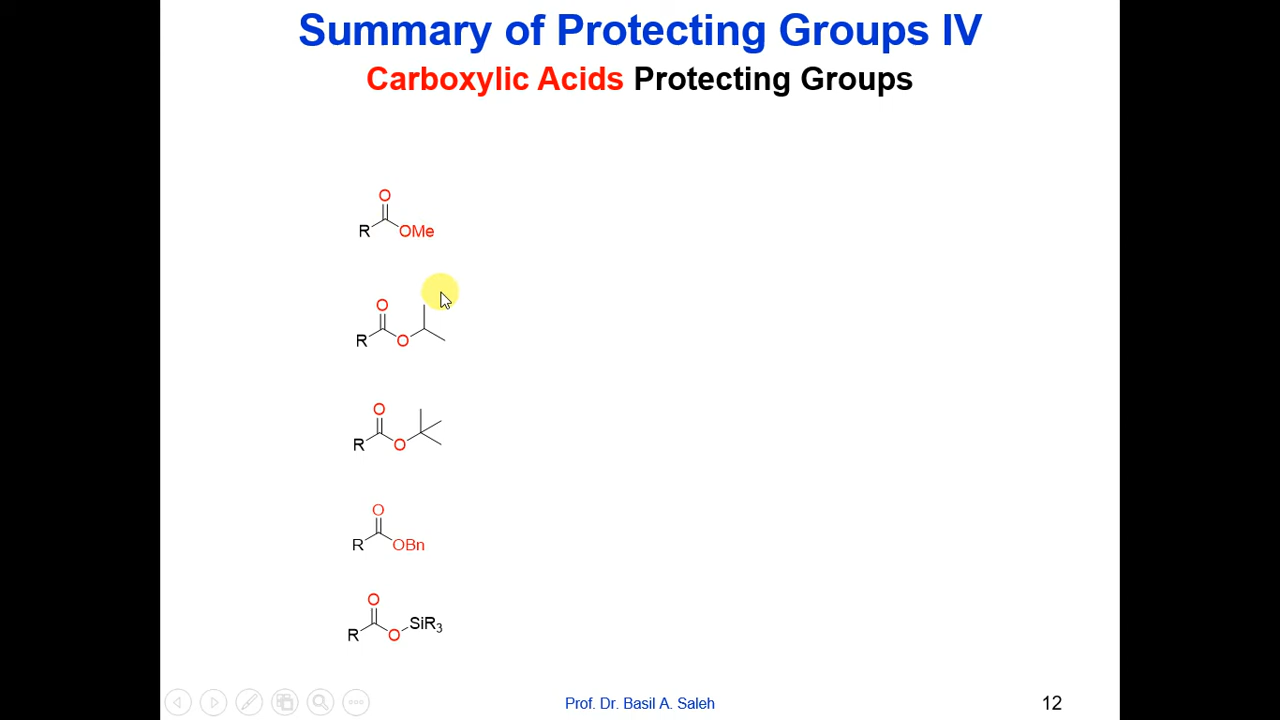 Summary of Protecting Groups IV
Carboxylic Acids Protecting Groups
O
R OMe
O
R O
O
R O
O
R OBn
O
R O SiR3
Prof. Dr. Basil A. Saleh 12